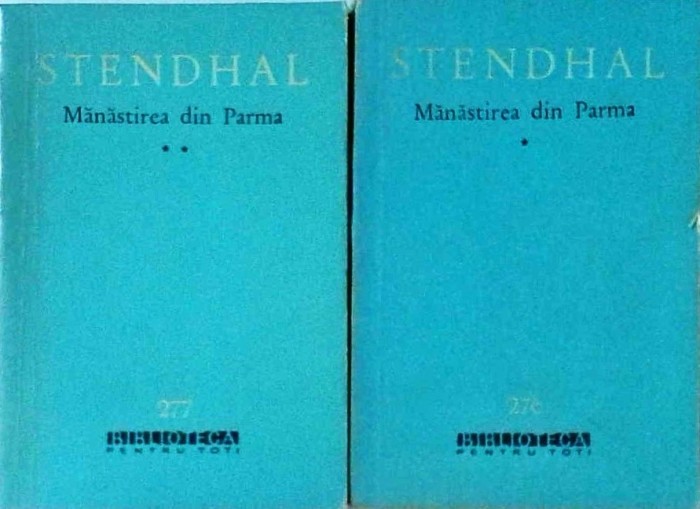 STENDHAL
Mănăstirea din Parma
* *
277
BIBLIOTECA
PENTRU TOȚI
STENDHAL
Mănăstirea din Parma
*
276
BIBLIOTECA
PENTRU TOȚI